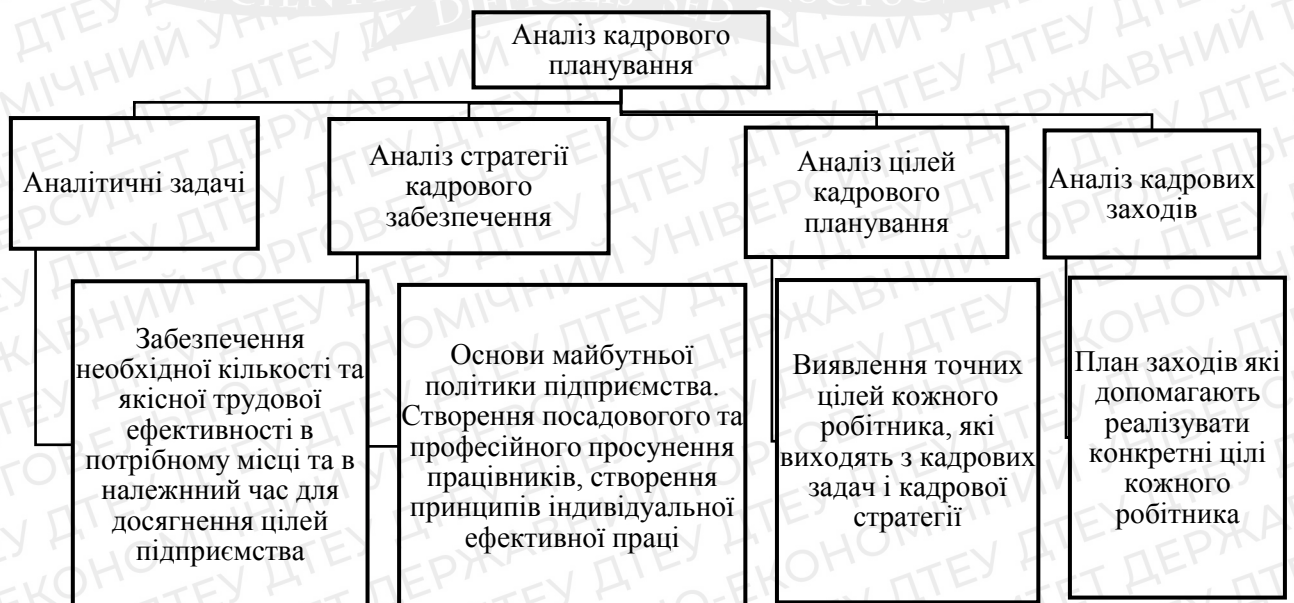 Аналіз кадрового
планування
Аналітичні задачі
Аналіз стратегії
кадрового
забезпечення
Аналіз цілей
кадрового
планування
Аналіз кадрових
заходів
Забезпечення
необхідної кількості та
якісної трудової
ефективності в
потрібному місці та в
належнний час для
досягнення цілей
підприємства
Основи майбутньої
політики підприємства.
Створення посадового та
професійного просунення
працівників, створення
принципів індивідуальної
ефективної праці
Виявлення точних
цілей кожного
робітника, які
виходять з кадрових
задач і кадрової
стратегії
План заходів які
допомагають
реалізувати
конкретні цілі
кожного
робітника